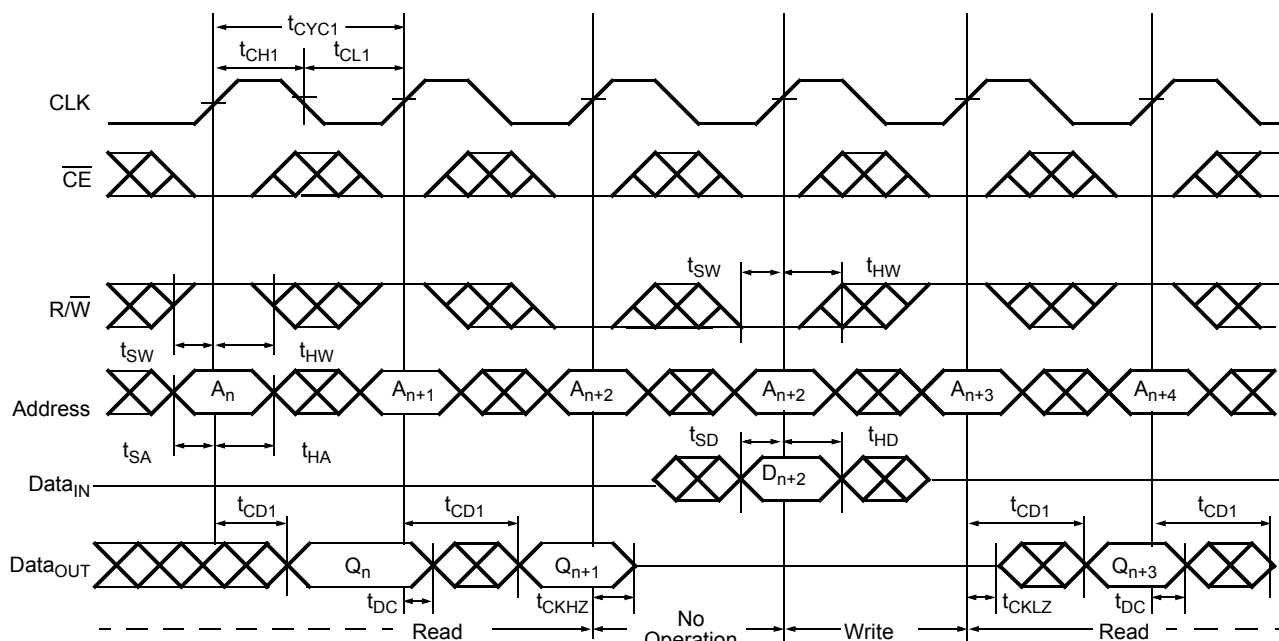 tCYC1
tCH1 tCL1
CLK
CE
tSW tHW
R/W
tSW tHW
An An+1 An+2 An+2 An+3 An+4
Address
tSA tHA tSD tHD
DataIN Dn+2
tCD1 tCD1 tCD1 tCD1
DataOUT Qn Qn+1 Qn+3
tDC tCKHZ tCKLZ tDC
Read No Operation Write Read